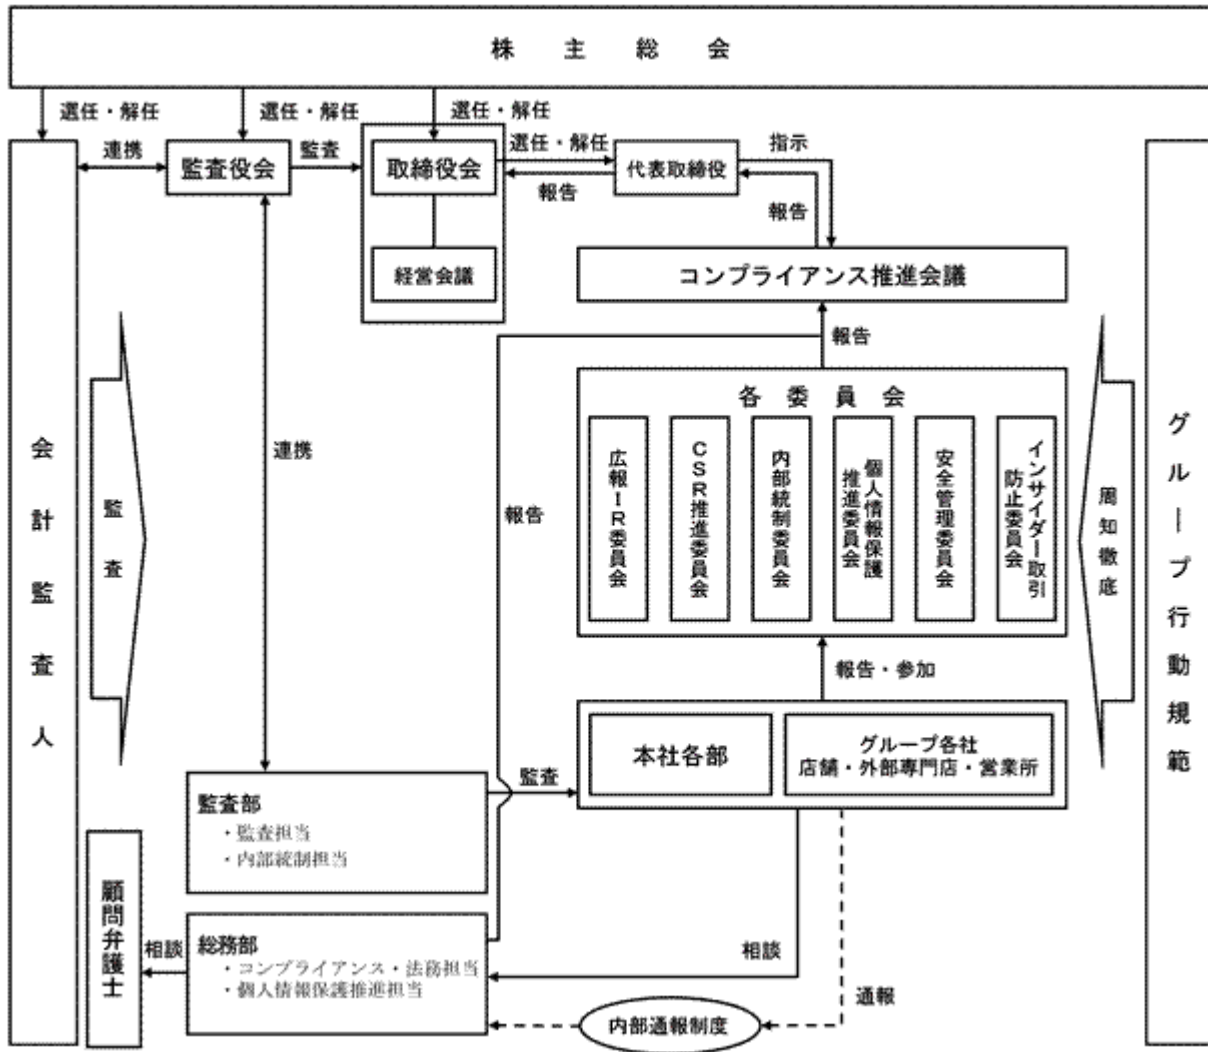 株主総会
選任・解任
選任・解任
選任・解任
連携
監査役会
監査
取締役会
選任・解任
報告
代表取締役
指示
報告
経営会議
コンプライアンス推進会議
報告
各委員会
広報IR委員会
CSR推進委員会
内部統制委員会
個人情報保護
推進委員会
安全管理委員会
インサイダー取引
防止委員会
会計監査人
監査
連携
報告
周知徹底
グループ行動規範
報告・参加
本社各部
グループ各社
店舗・外部専門店・営業所
監査
監査部
・監査担当
・内部統制担当
顧問弁護士
相談
総務部
・コンプライアンス・法務担当
・個人情報保護推進担当
相談
通報
内部通報制度